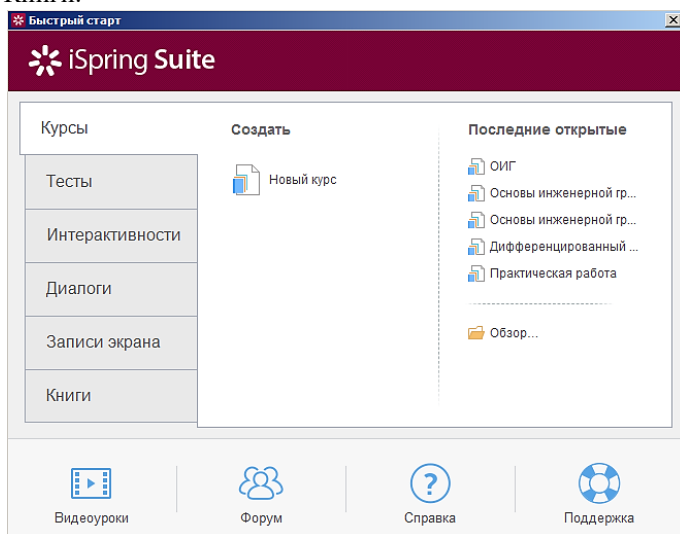 Книги.
Быстрый старт
iSpring Suite
Курсы
Тесты
Интерактивности
Диалоги
Записи экрана
Книги
Создать
Новый курс
Последние открытые
ОИГ
Основы инженерной гр...
Основы инженерной гр...
Дифференцированный ...
Практическая работа
Обзор...
Видеоуроки
Форум
Справка
Поддержка